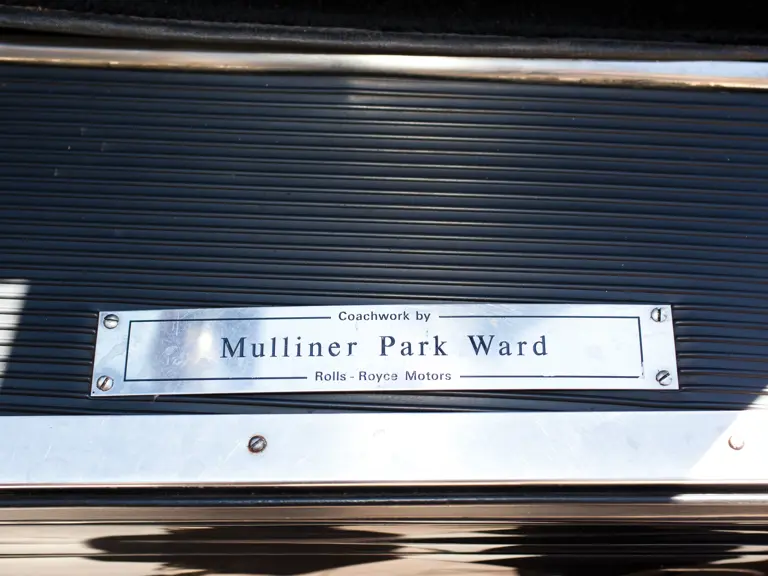 Coachwork by
Mulliner Park Ward
Rolls-Royce Motors